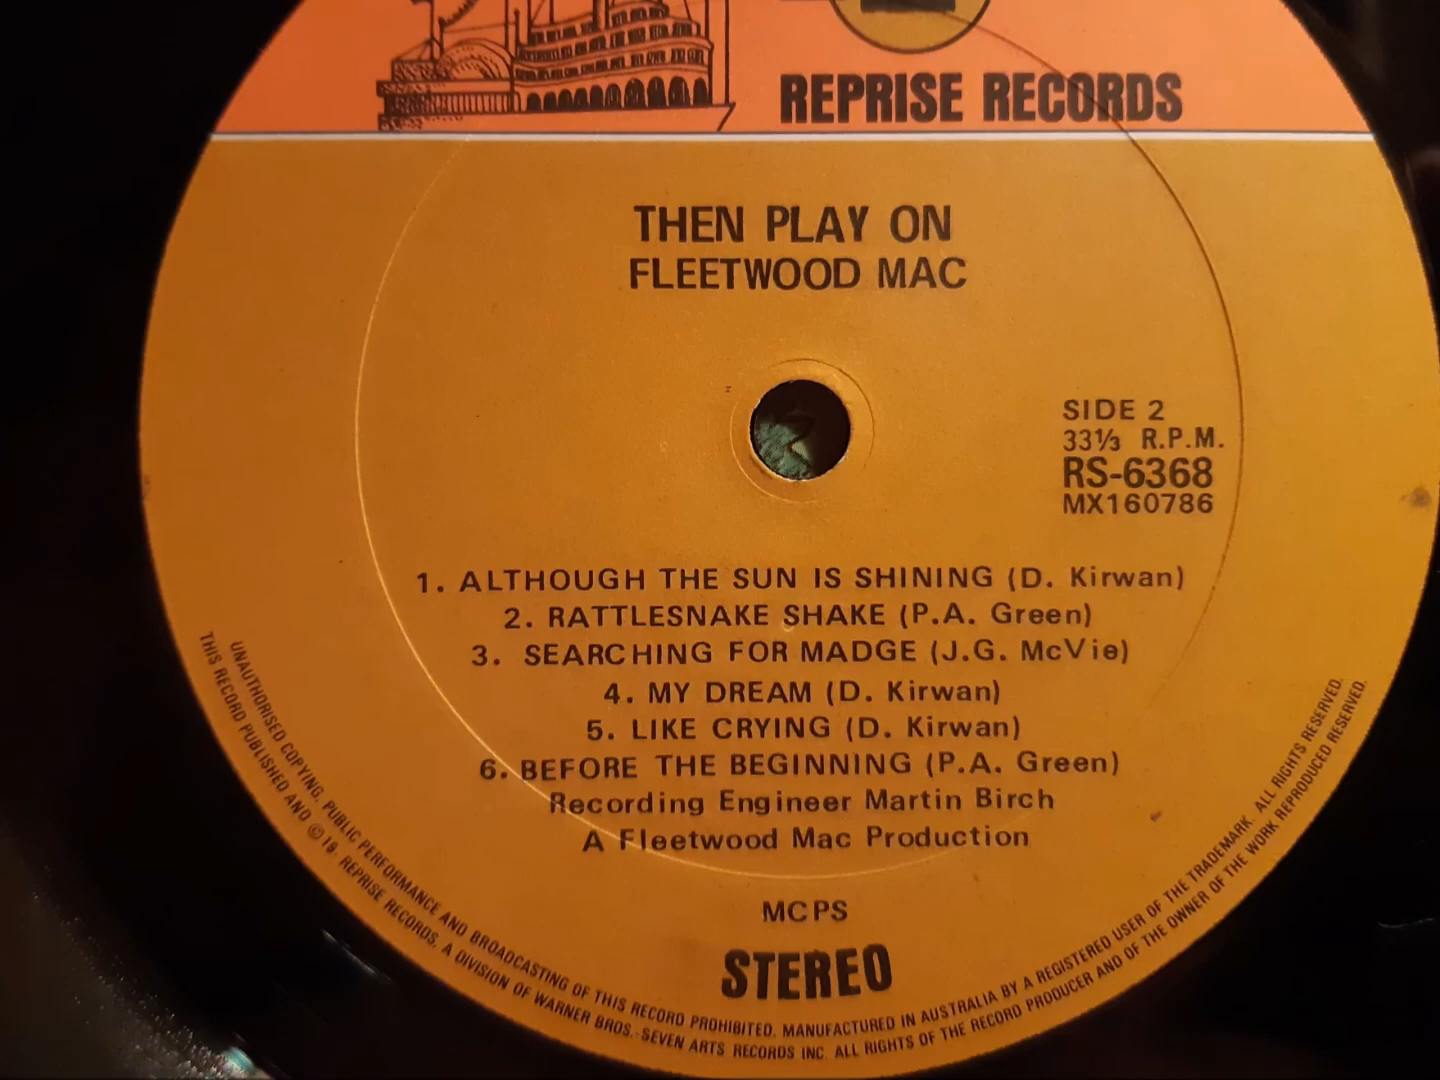 REPRISE RECORDS
THEN PLAY ON
FLEETWOOD MAC
SIDE 2
33⅓ R.P.M.
RS-6368
MX160786
1. ALTHOUGH THE SUN IS SHINING (D. Kirwan)
2. RATTLESNAKE SHAKE (P.A. Green)
3. SEARCHING FOR MADGE (J.G. McVie)
4. MY DREAM (D. Kirwan)
5. LIKE CRYING (D. Kirwan)
6. BEFORE THE BEGINNING (P.A. Green)
Recording Engineer Martin Birch
A Fleetwood Mac Production
MCPS
STEREO
UNAUTHORISED COPYING, PUBLIC PERFORMANCE AND BROADCASTING OF THIS RECORD PROHIBITED. MANUFACTURED IN AUSTRALIA BY A REGISTERED USER OF THE TRADEMARK. ALL RIGHTS RESERVED.
THIS RECORD PUBLISHED AND ©19 REPRISE RECORDS, A DIVISION OF WARNER BROS.-SEVEN ARTS RECORDS INC. ALL RIGHTS OF THE RECORD PRODUCER AND OF THE OWNER OF THE WORK REPRODUCED RESERVED.